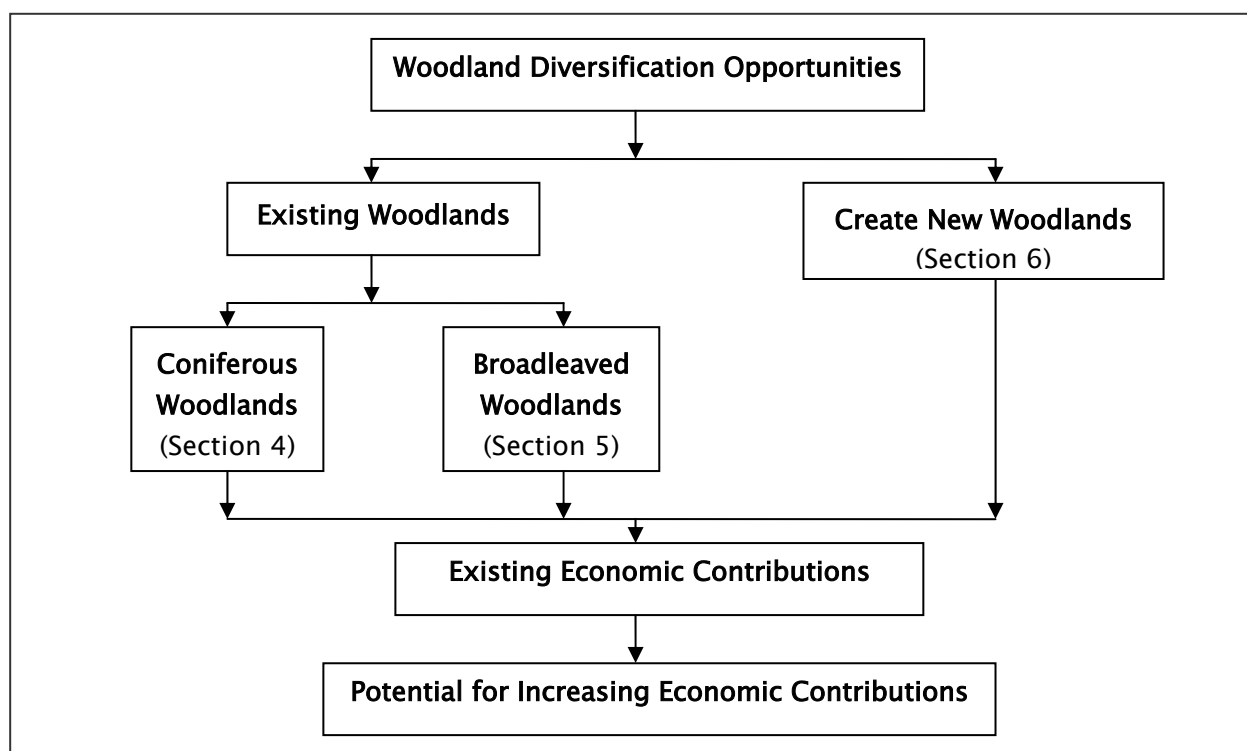 Woodland Diversification Opportunities
Existing Woodlands
Create New Woodlands
(Section 6)
Coniferous
Woodlands
(Section 4)
Broadleaved
Woodlands
(Section 5)
Existing Economic Contributions
Potential for Increasing Economic Contributions